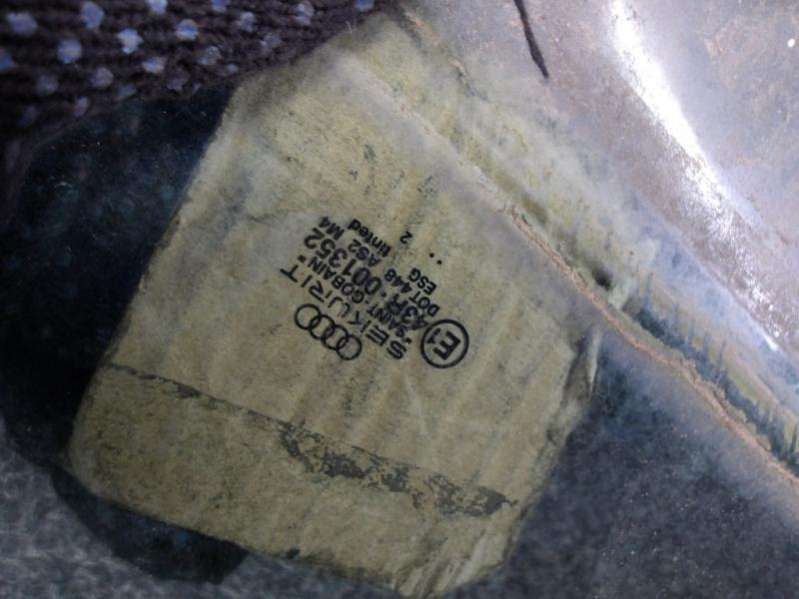 SEKURIT
"SAINT GOBAIN"
E1 43R - 001352
DOT 448 AS2 M4
ESG tinted
.. 2